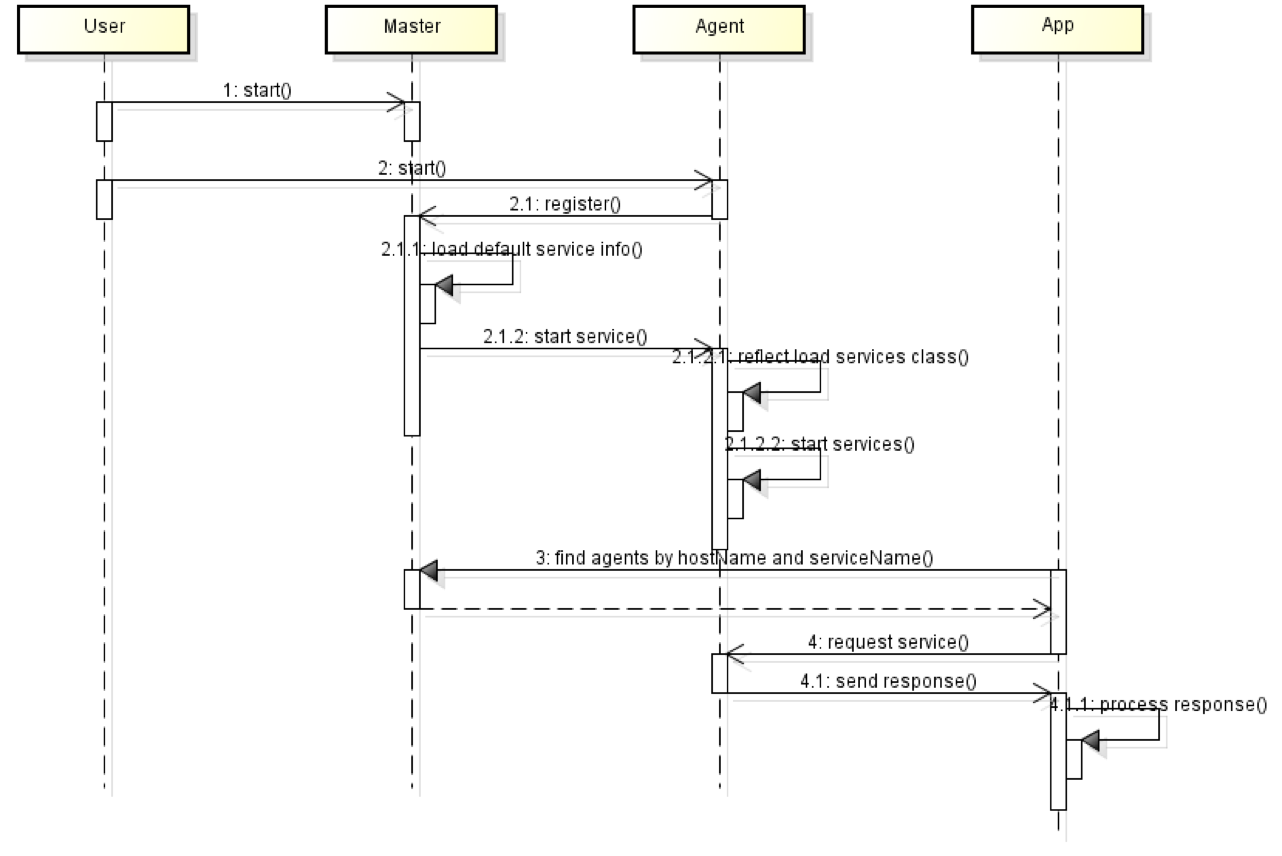 User
Master
Agent
App
1: start()
2: start()
2.1: register()
2.1.1: load default service info()
2.1.2: start service()
2.1.2.1: reflect load services class()
2.1.2.2: start services()
3: find agents by hostName and serviceName()
4: request service()
4.1: send response()
4.1.1: process response()